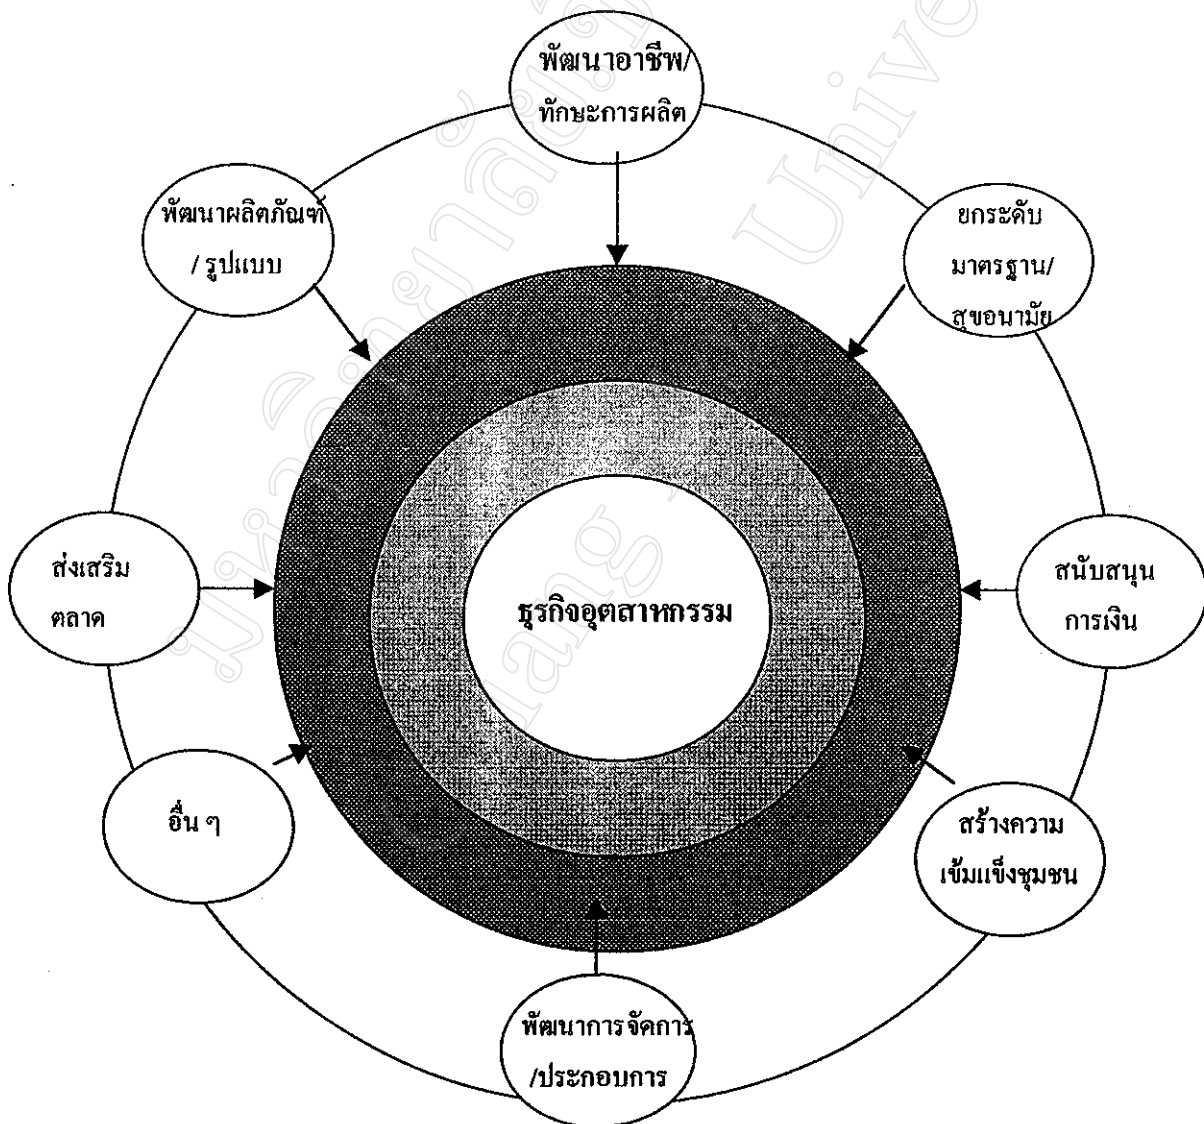 พัฒนาอาชีพ/
ทักษะการผลิต
ยกระดับ
มาตรฐาน/
สุขอนามัย
พัฒนาผลิตภัณฑ์
/ รูปแบบ
ส่งเสริม
ตลาด
ธุรกิจอุตสาหกรรม
สนับสนุน
การเงิน
อื่น ๆ
สร้างความ
เข้มแข็งชุมชน
พัฒนาการจัดการ
/ประกอบการ